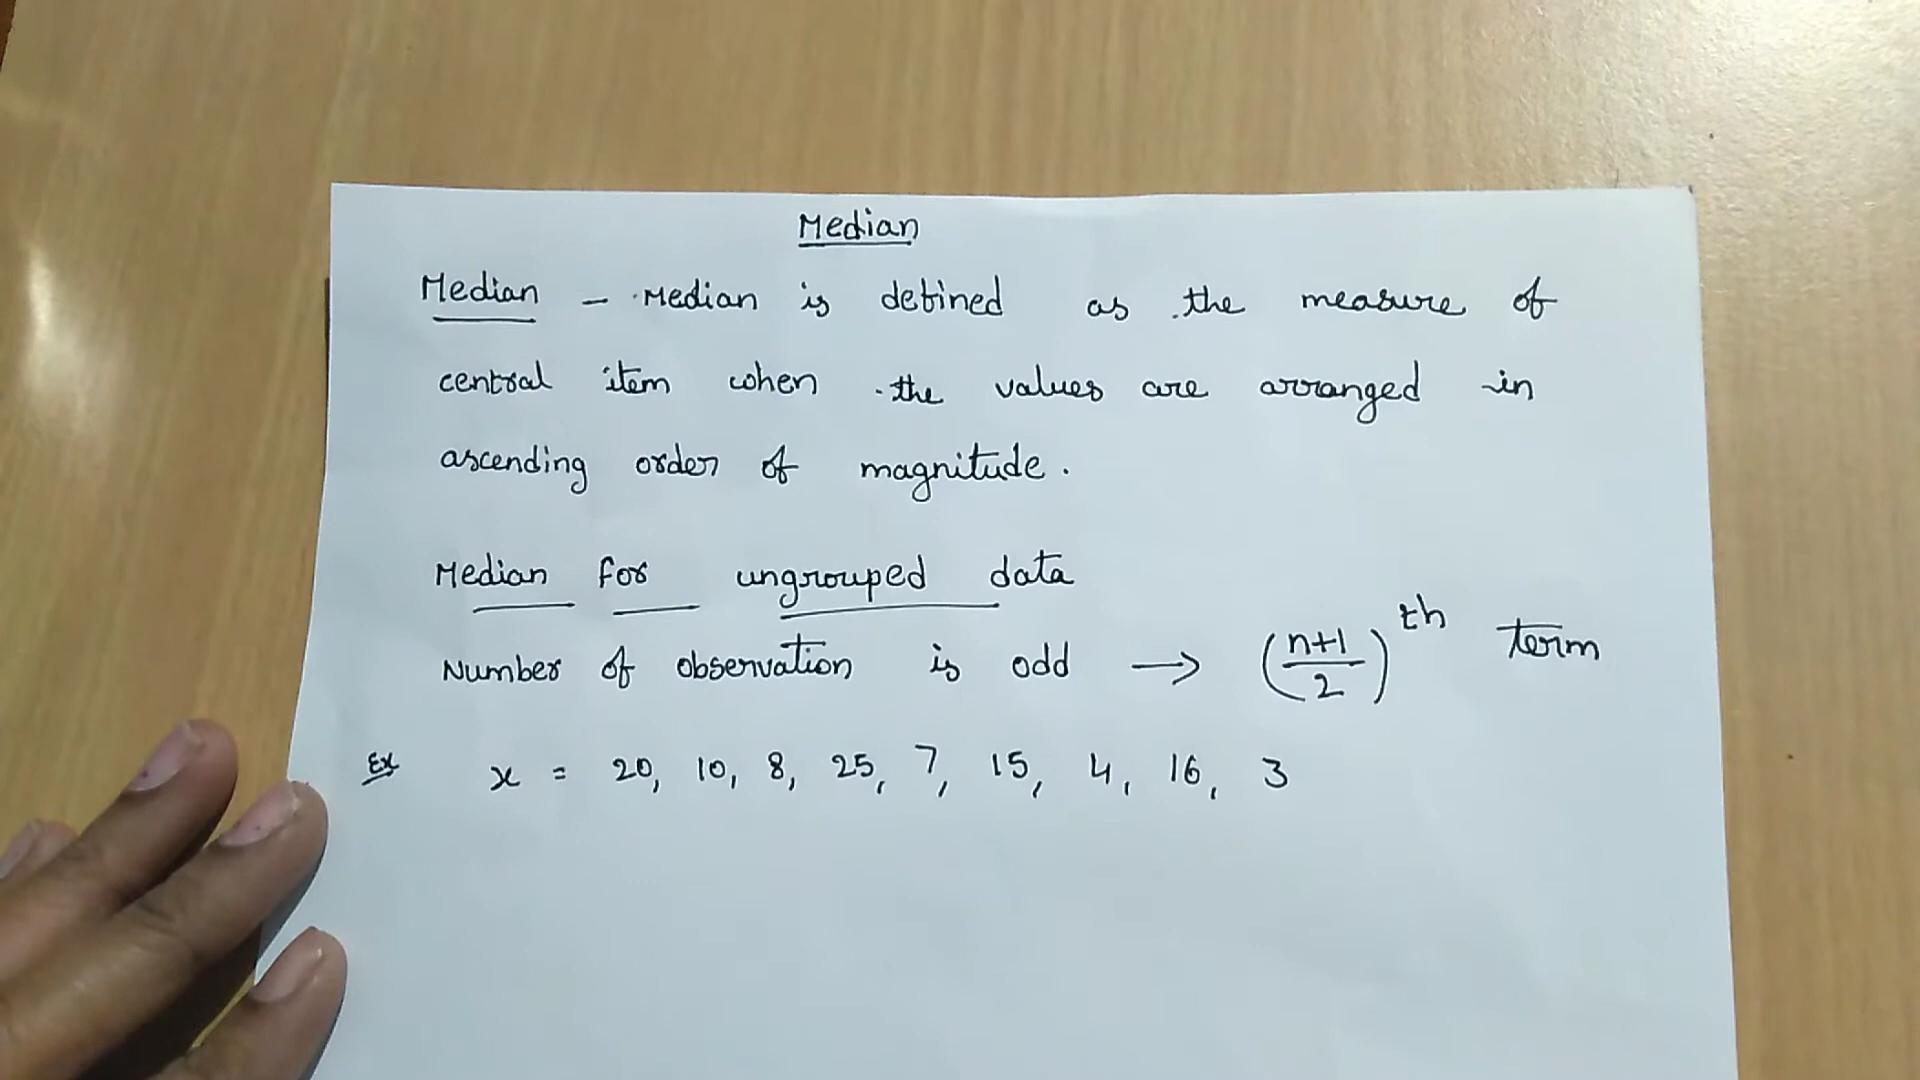 Median
Median - Median is defined as the measure of
central item when the values are arranged in
ascending order of magnitude.
Median for ungrouped data
Number of observation is odd → (n+1/2)th term
Ex x = 20, 10, 8, 25, 7, 15, 4, 16, 3